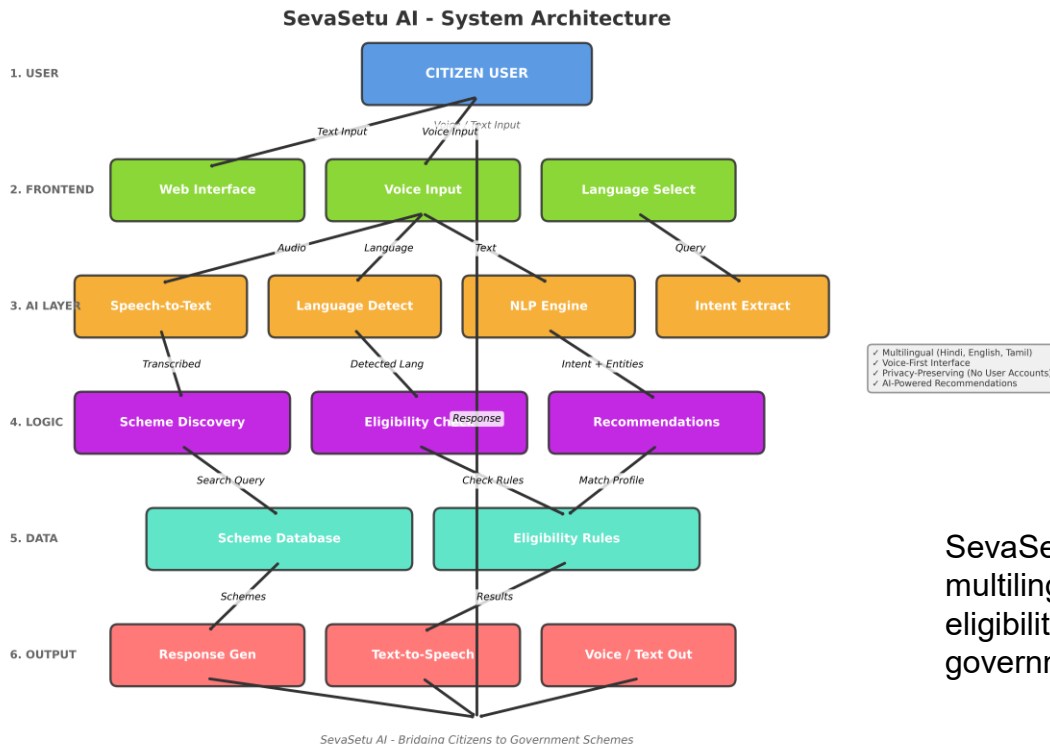 SevaSetu AI - System Architecture
1. USER
CITIZEN USER
Voice / Text Input
Text Input
Voice Input
2. FRONTEND
Web Interface
Voice Input
Language Select
Audio
Language
Text
Query
3. AI LAYER
Speech-to-Text
Language Detect
NLP Engine
Intent Extract
✓ Multilingual (Hindi, English, Tamil)
✓ Voice-First Interface
✓ Privacy-Preserving (No User Accounts)
✓ AI-Powered Recommendations
Transcribed
Detected Lang
Intent + Entities
4. LOGIC
Scheme Discovery
Eligibility
Response
Recommendations
Search Query
Check Rules
Match Profile
5. DATA
Scheme Database
Eligibility Rules
Schemes
Results
6. OUTPUT
Response Gen
Text-to-Speech
Voice / Text Out
SevaSetu AI - Bridging Citizens to Government Schemes